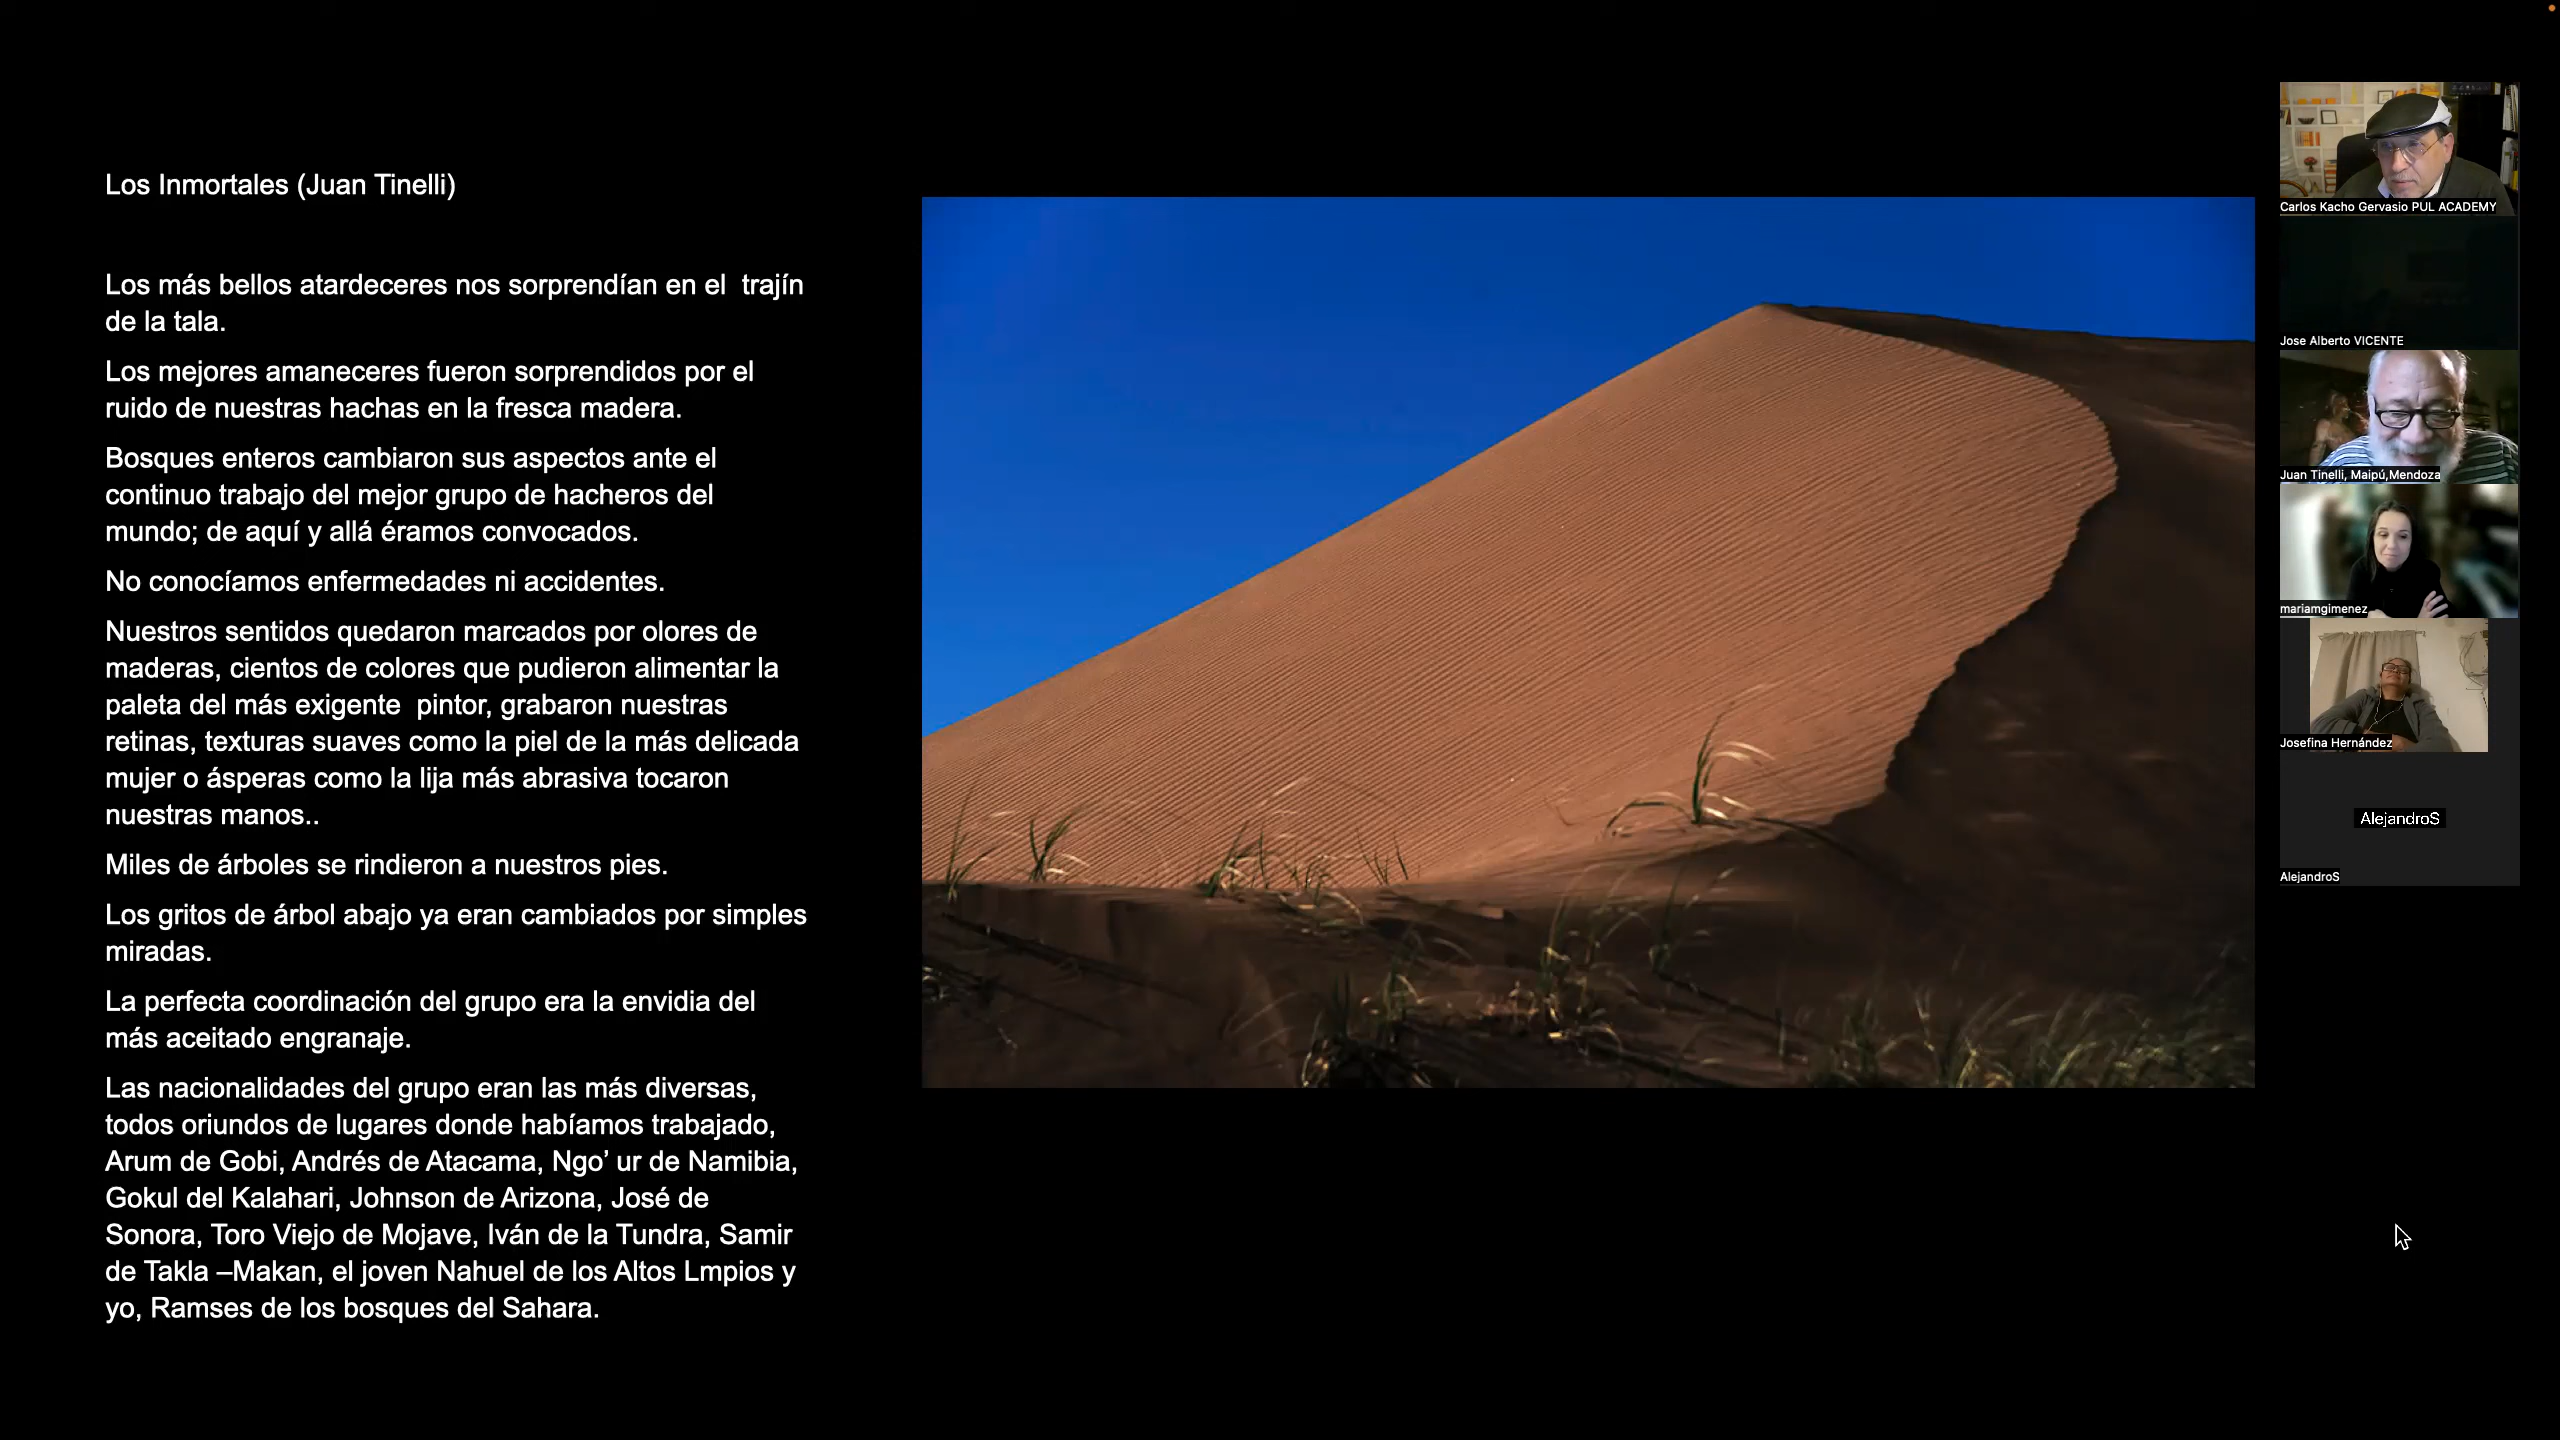 Los Inmortales (Juan Tinelli)
Los más bellos atardeceres nos sorprendían en el  trajín
de la tala.
Los mejores amaneceres fueron sorprendidos por el
ruido de nuestras hachas en la fresca madera.
Bosques enteros cambiaron sus aspectos ante el
continuo trabajo del mejor grupo de hacheros del
mundo; de aquí y allá éramos convocados.
No conocíamos enfermedades ni accidentes.
Nuestros sentidos quedaron marcados por olores de
maderas, cientos de colores que pudieron alimentar la
paleta del más exigente  pintor, grabaron nuestras
retinas, texturas suaves como la piel de la más delicada
mujer o ásperas como la lija más abrasiva tocaron
nuestras manos..
Miles de árboles se rindieron a nuestros pies.
Los gritos de árbol abajo ya eran cambiados por simples
miradas.
La perfecta coordinación del grupo era la envidia del
más aceitado engranaje.
Las nacionalidades del grupo eran las más diversas,
todos oriundos de lugares donde habíamos trabajado,
Arum de Gobi, Andrés de Atacama, Ngo’ ur de Namibia,
Gokul del Kalahari, Johnson de Arizona, José de
Sonora, Toro Viejo de Mojave, Iván de la Tundra, Samir
de Takla –Makan, el joven Nahuel de los Altos Lmpios y
yo, Ramses de los bosques del Sahara.
Carlos Kacho Gervasio PUL ACADEMY
Jose Alberto VICENTE
Juan Tinelli, Maipú,Mendoza
mariamgimenez
Josefina Hernández
AlejandroS
AlejandroS